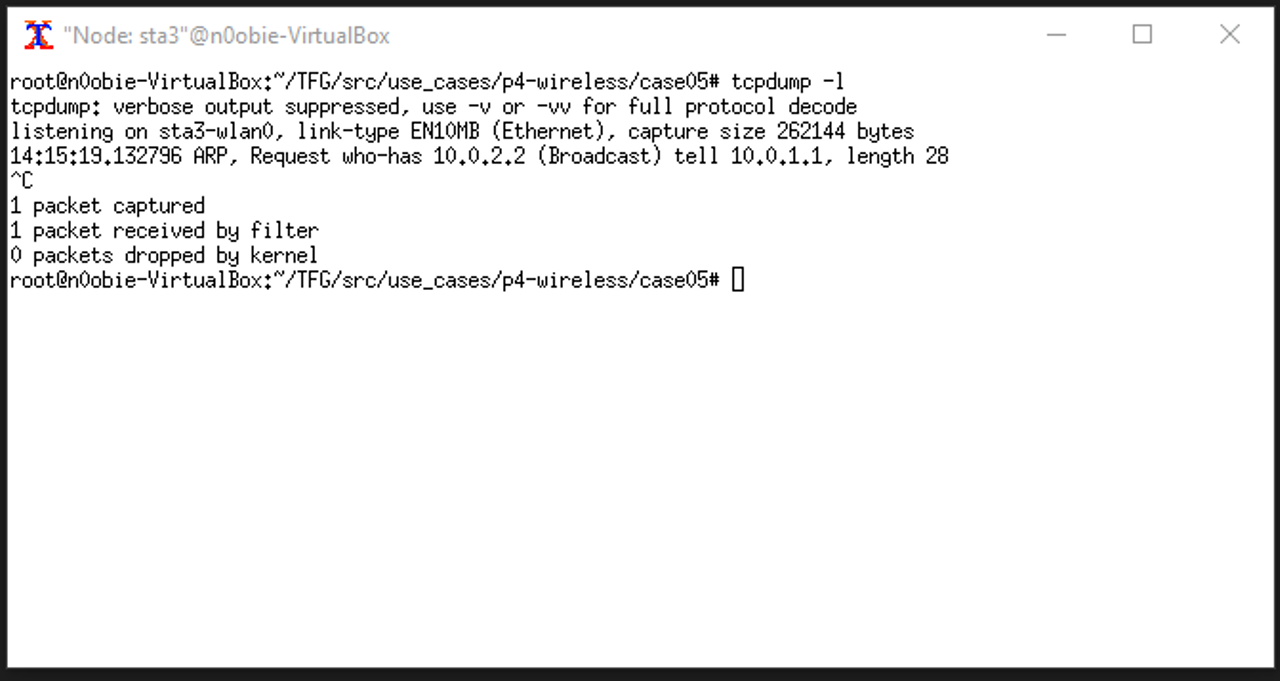 "Node: sta3"@n0obie-VirtualBox
root@n0obie-VirtualBox:~/TFG/src/use_cases/p4-wireless/case05# tcpdump -l
tcpdump: verbose output suppressed, use -v or -vv for full protocol decode
listening on sta3-wlan0, link-type EN10MB (Ethernet), capture size 262144 bytes
14:15:19.132796 ARP, Request who-has 10.0.2.2 (Broadcast) tell 10.0.1.1, length 28
^C
1 packet captured
1 packet received by filter
0 packets dropped by kernel
root@n0obie-VirtualBox:~/TFG/src/use_cases/p4-wireless/case05#